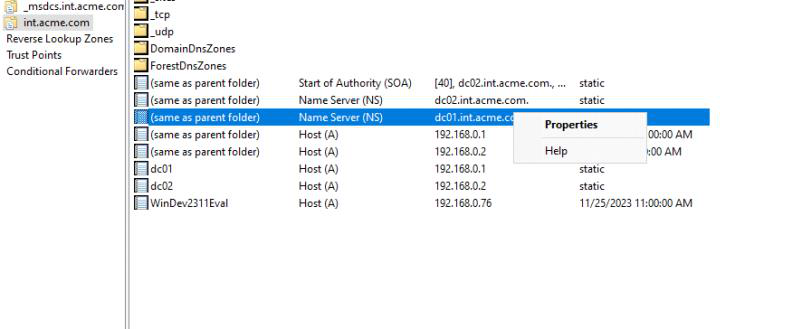 _msdcs.int.acme.com
int.acme.com
Reverse Lookup Zones
Trust Points
Conditional Forwarders
_tcp
_udp
DomainDnsZones
ForestDnsZones
(same as parent folder) Start of Authority (SOA) [40], dc02.int.acme.com., ... static
(same as parent folder) Name Server (NS) dc02.int.acme.com. static
(same as parent folder) Name Server (NS) dc01.int.acme.co
Properties
Help
(same as parent folder) Host (A) 192.168.0.1 00:00 AM
(same as parent folder) Host (A) 192.168.0.2 :00 AM
dc01 Host (A) 192.168.0.1 static
dc02 Host (A) 192.168.0.2 static
WinDev2311Eval Host (A) 192.168.0.76 11/25/2023 11:00:00 AM